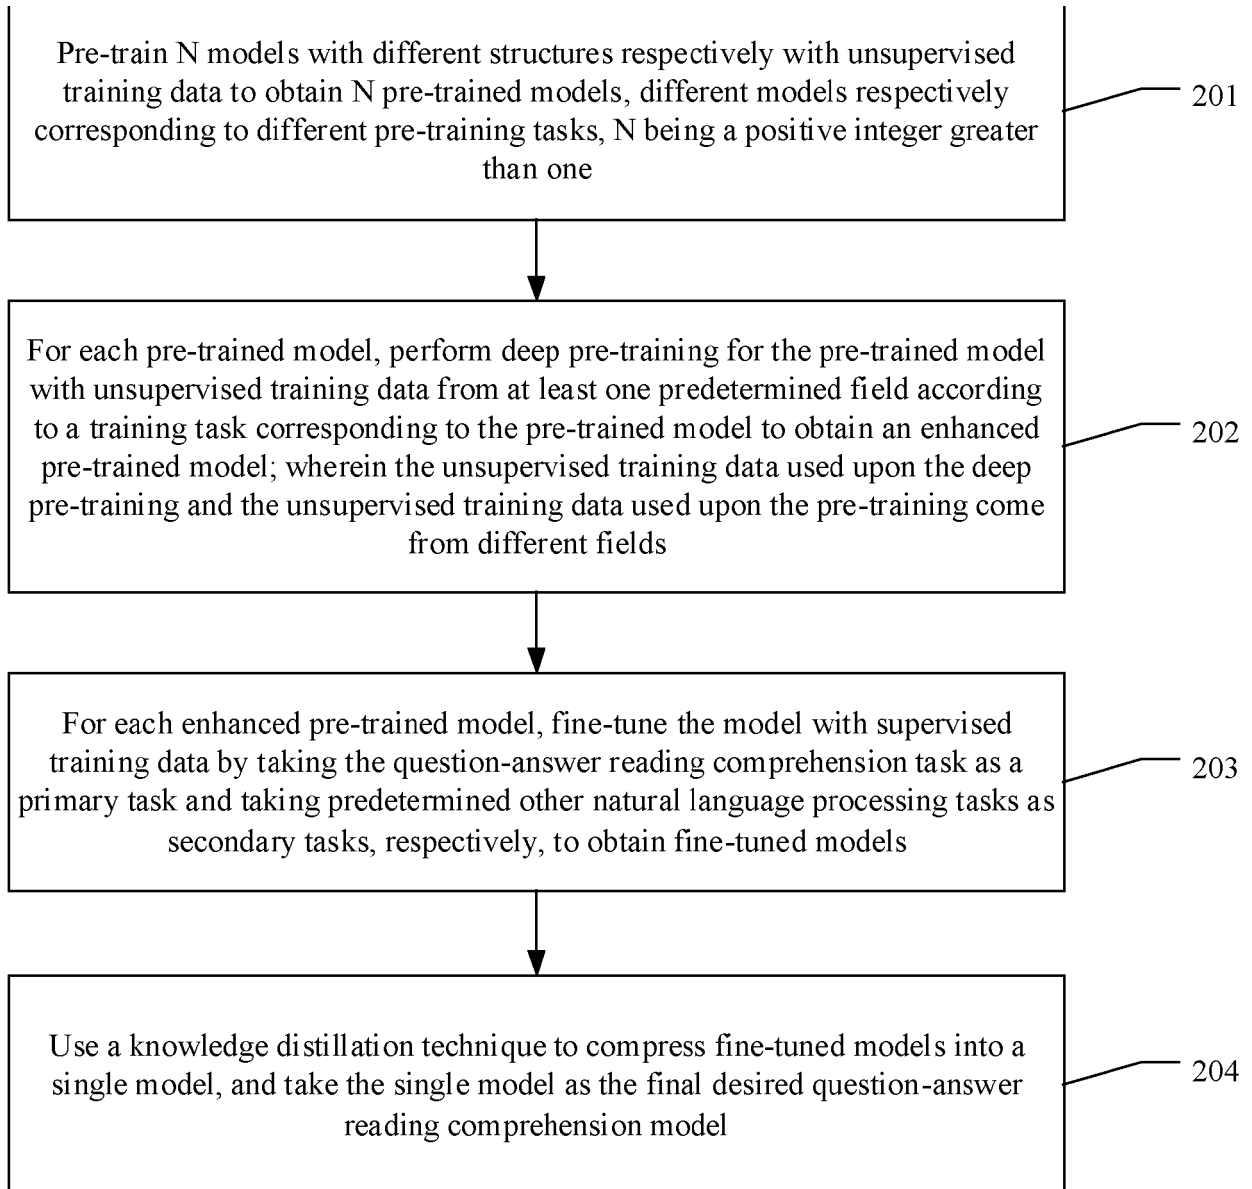 Pre-train N models with different structures respectively with unsupervised
training data to obtain N pre-trained models, different models respectively
corresponding to different pre-training tasks, N being a positive integer greater
than one
201
For each pre-trained model, perform deep pre-training for the pre-trained model
with unsupervised training data from at least one predetermined field according
to a training task corresponding to the pre-trained model to obtain an enhanced
pre-trained model; wherein the unsupervised training data used upon the deep
pre-training and the unsupervised training data used upon the pre-training come
from different fields
202
For each enhanced pre-trained model, fine-tune the model with supervised
training data by taking the question-answer reading comprehension task as a
primary task and taking predetermined other natural language processing tasks as
secondary tasks, respectively, to obtain fine-tuned models
203
Use a knowledge distillation technique to compress fine-tuned models into a
single model, and take the single model as the final desired question-answer
reading comprehension model
204